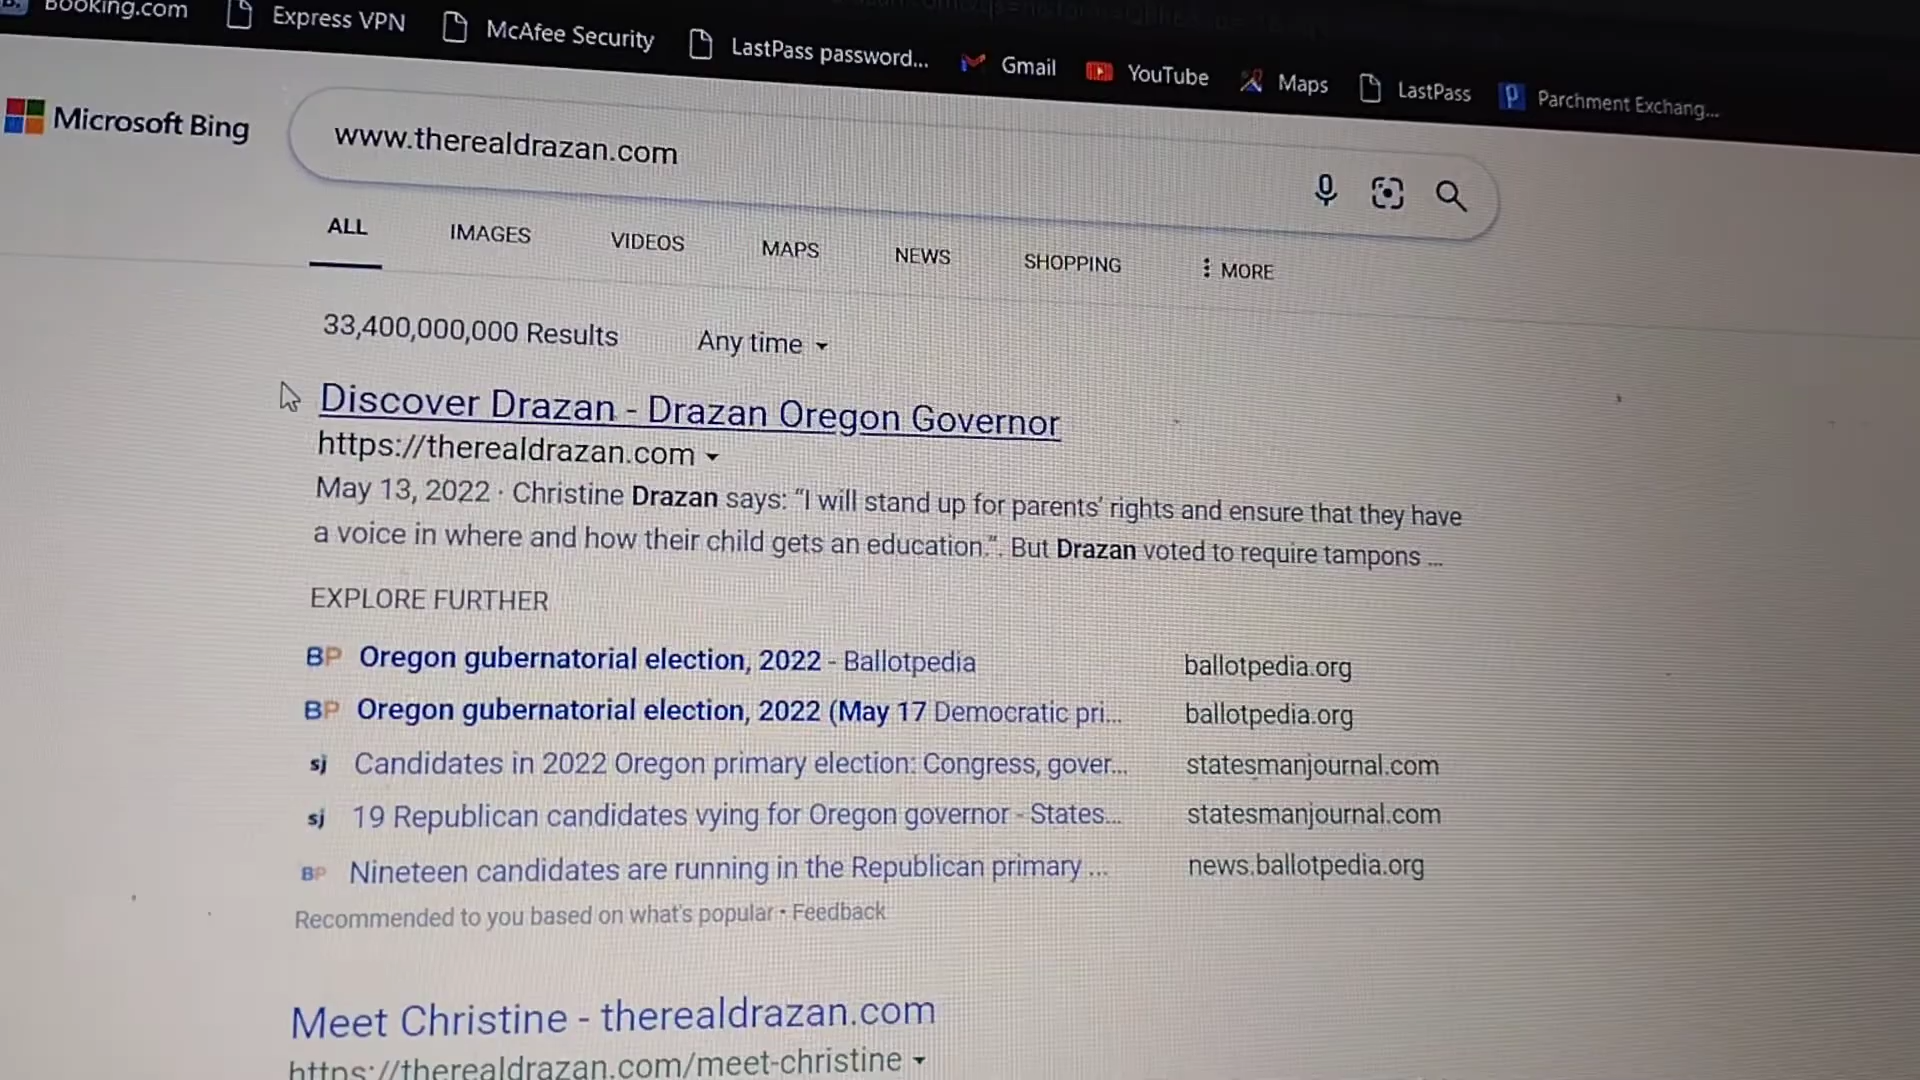 Booking.com Express VPN McAfee Security LastPass password... Gmail YouTube Maps LastPass Parchment Exchang...
Microsoft Bing www.therealdrazan.com
ALL IMAGES VIDEOS MAPS NEWS SHOPPING MORE
33,400,000,000 Results Any time
Discover Drazan - Drazan Oregon Governor
https://therealdrazan.com
May 13, 2022 · Christine Drazan says: “I will stand up for parents’ rights and ensure that they have
a voice in where and how their child gets an education.”. But Drazan voted to require tampons ...
EXPLORE FURTHER
BP Oregon gubernatorial election, 2022 - Ballotpedia ballotpedia.org
BP Oregon gubernatorial election, 2022 (May 17 Democratic pri... ballotpedia.org
sj Candidates in 2022 Oregon primary election: Congress, gover... statesmanjournal.com
sj 19 Republican candidates vying for Oregon governor - States... statesmanjournal.com
BP Nineteen candidates are running in the Republican primary ... news.ballotpedia.org
Recommended to you based on what's popular • Feedback
Meet Christine - therealdrazan.com
https://therealdrazan.com/meet-christine